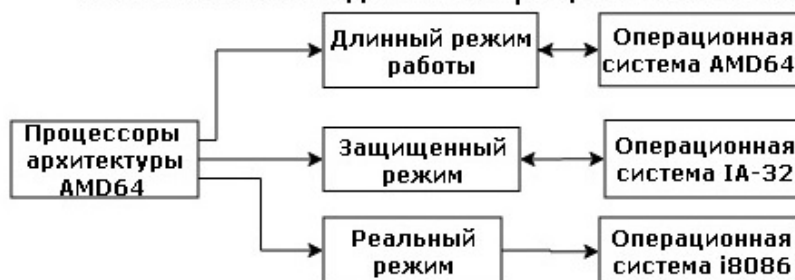 Длинный режим
работы
Операционная
система AMD64
Процессоры
архитектуры
AMD64
Защищенный
режим
Операционная
система IA-32
Реальный
режим
Операционная
система i8086